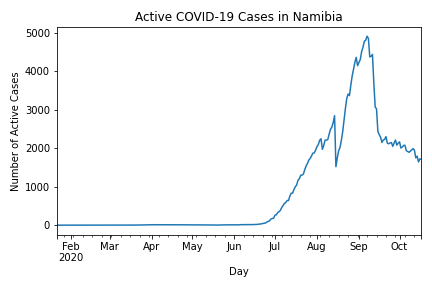 Active COVID-19 Cases in Namibia
Number of Active Cases
5000
4000
3000
2000
1000
0
Feb Mar Apr May Jun Jul Aug Sep Oct
2020
Day